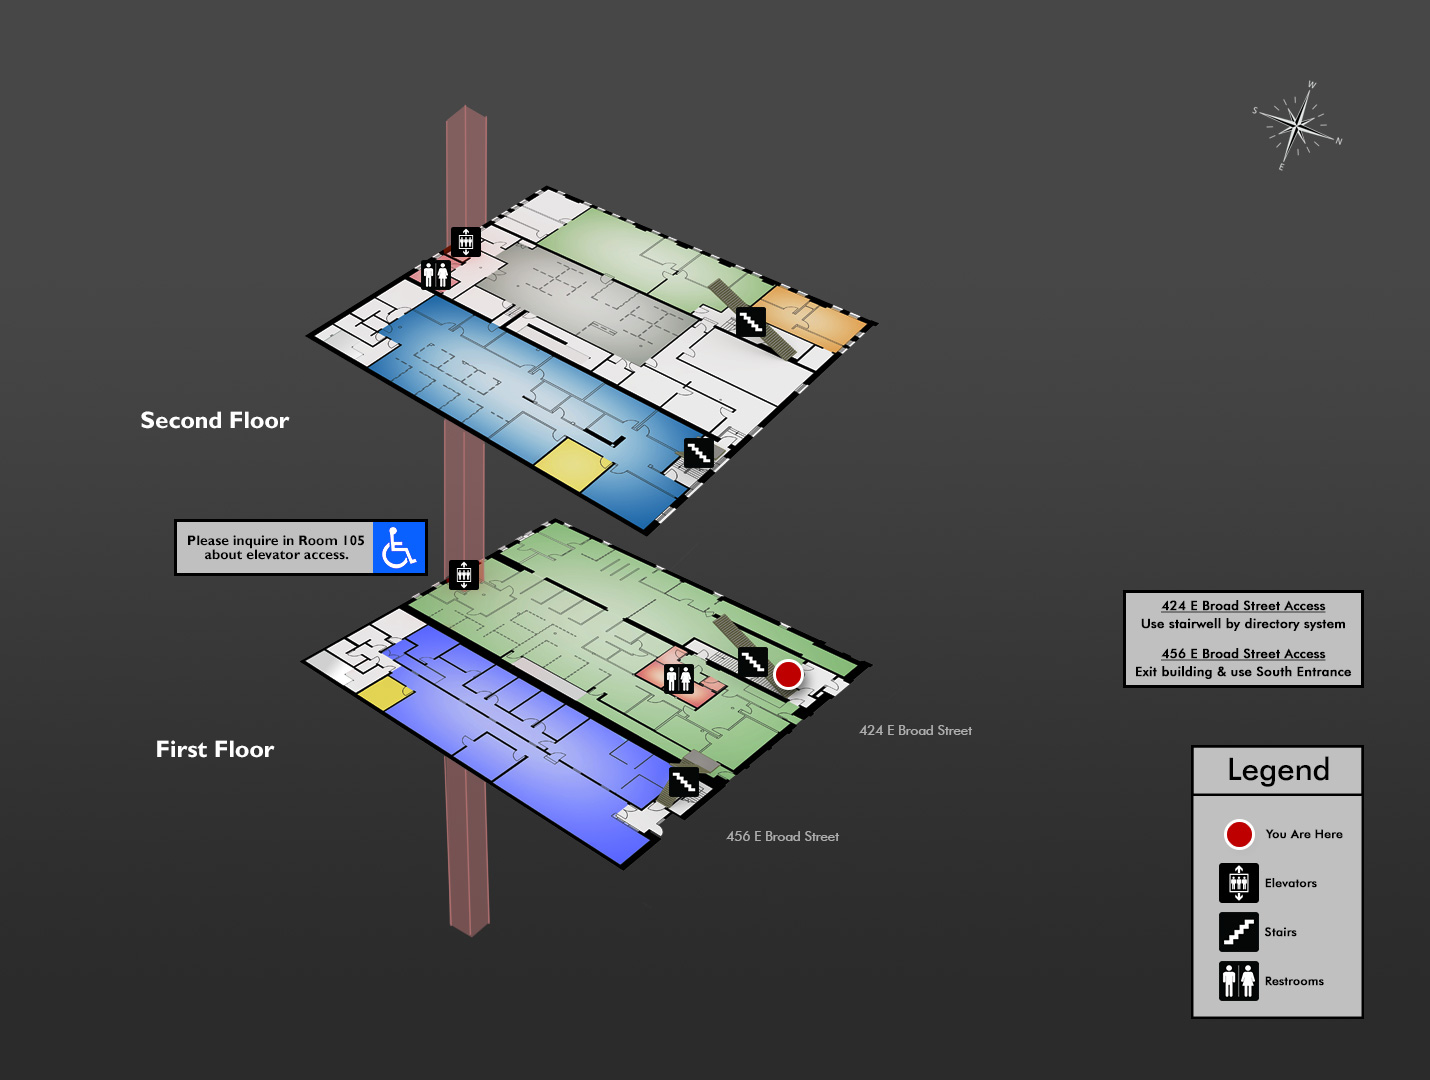 W
S
N
E
Second Floor
Please inquire in Room 105
about elevator access.
424 E Broad Street Access
Use stairwell by directory system
456 E Broad Street Access
Exit building & use South Entrance
424 E Broad Street
First Floor
456 E Broad Street
Legend
You Are Here
Elevators
Stairs
Restrooms